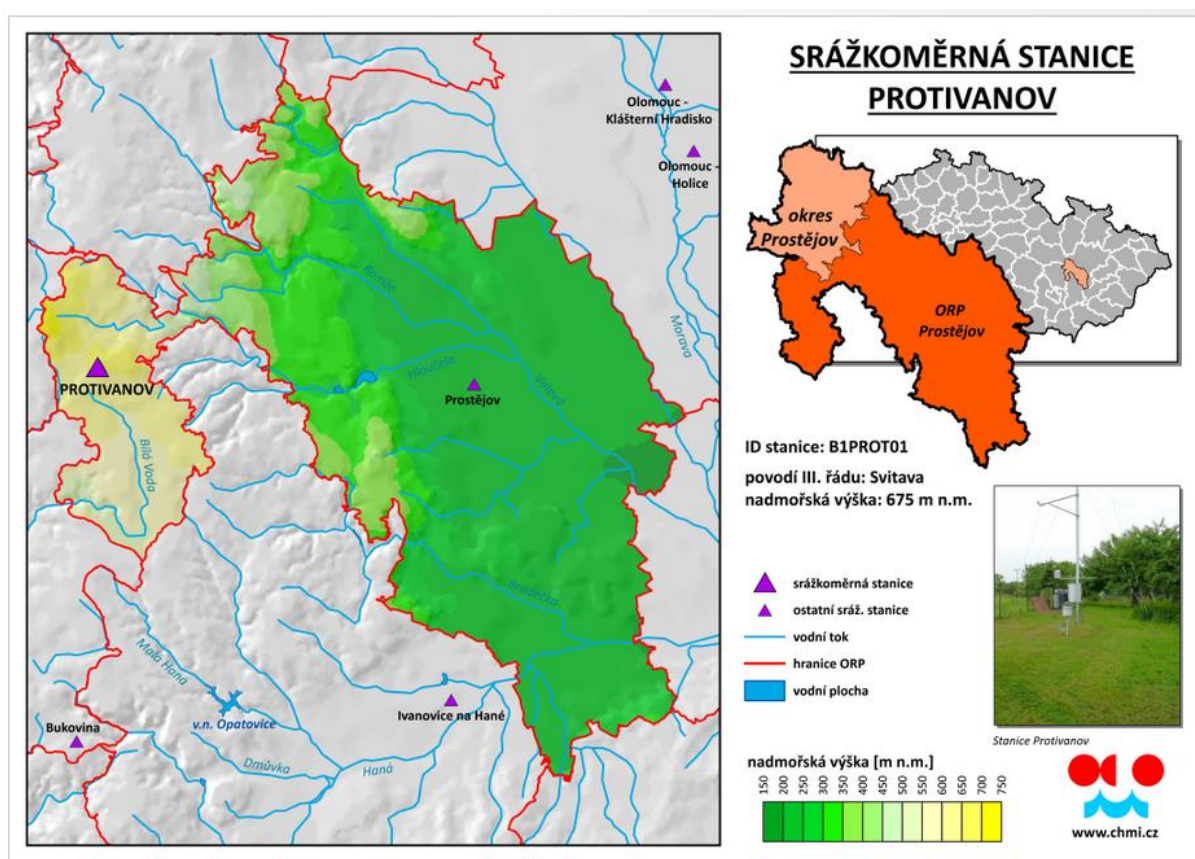 SRÁŽKOMĚRNÁ STANICE
PROTIVANOV
Olomouc -
Klášterní Hradisko
Olomouc -
Holice
Romže
Morava
Hloučela
Valová
PROTIVANOV
Prostějov
Bílá Voda
Brodečka
Malá Haná
v.n. Opatovice
Ivanovice na Hané
Bukovina
Dmůvka
Haná
okres
Prostějov
ORP
Prostějov
ID stanice: B1PROT01
povodí III. řádu: Svitava
nadmořská výška: 675 m n.m.
srážkoměrná stanice
ostatní sráž. stanice
vodní tok
hranice ORP
vodní plocha
Stanice Protivanov
nadmořská výška [m n.m.]
150 200 250 300 350 400 450 500 550 600 650 700 750
www.chmi.cz